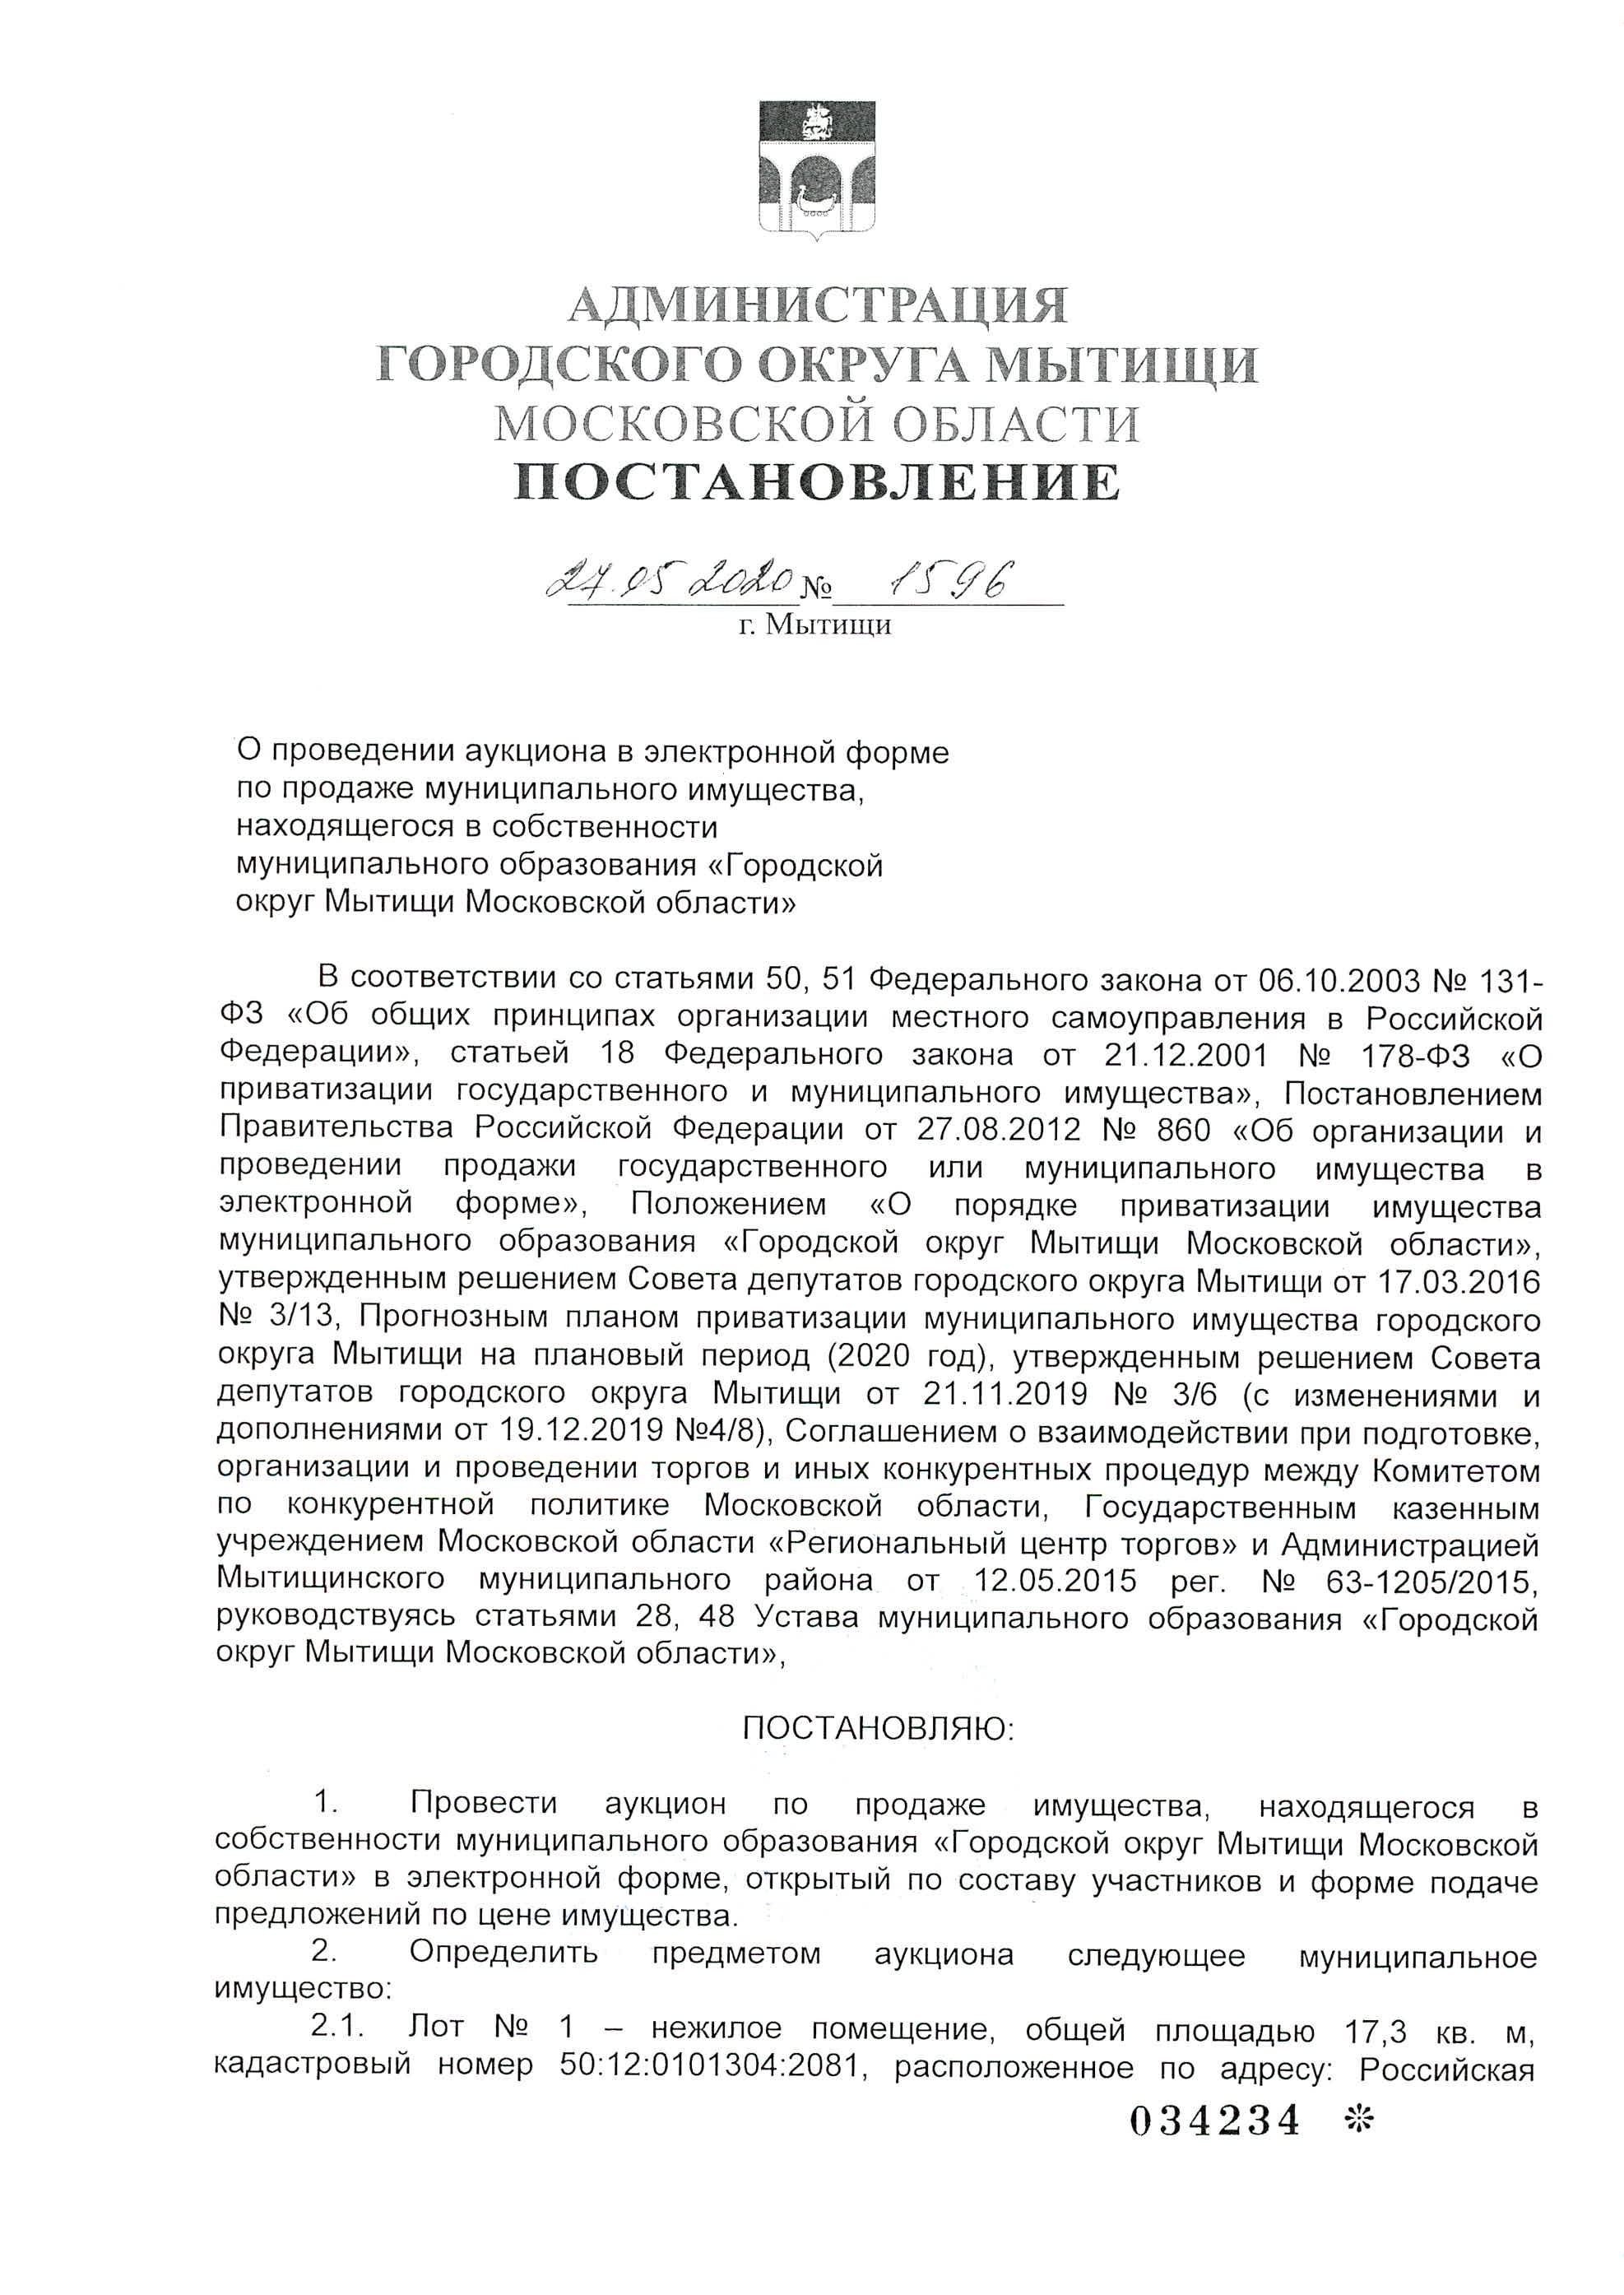 АДМИНИСТРАЦИЯ
ГОРОДСКОГО ОКРУГА МЫТИЩИ
МОСКОВСКОЙ ОБЛАСТИ
ПОСТАНОВЛЕНИЕ
27.05 2020 № 1596
г. Мытищи
О проведении аукциона в электронной форме
по продаже муниципального имущества,
находящегося в собственности
муниципального образования «Городской
округ Мытищи Московской области»
В соответствии со статьями 50, 51 Федерального закона от 06.10.2003 № 131-
ФЗ «Об общих принципах организации местного самоуправления в Российской
Федерации», статьей 18 Федерального закона от 21.12.2001 № 178-ФЗ «О
приватизации государственного и муниципального имущества», Постановлением
Правительства Российской Федерации от 27.08.2012 № 860 «Об организации и
проведении продажи государственного или муниципального имущества в
электронной форме», Положением «О порядке приватизации имущества
муниципального образования «Городской округ Мытищи Московской области»,
утвержденным решением Совета депутатов городского округа Мытищи от 17.03.2016
№ 3/13, Прогнозным планом приватизации муниципального имущества городского
округа Мытищи на плановый период (2020 год), утвержденным решением Совета
депутатов городского округа Мытищи от 21.11.2019 № 3/6 (с изменениями и
дополнениями от 19.12.2019 №4/8), Соглашением о взаимодействии при подготовке,
организации и проведении торгов и иных конкурентных процедур между Комитетом
по конкурентной политике Московской области, Государственным казенным
учреждением Московской области «Региональный центр торгов» и Администрацией
Мытищинского муниципального района от 12.05.2015 рег. № 63-1205/2015,
руководствуясь статьями 28, 48 Устава муниципального образования «Городской
округ Мытищи Московской области»,
ПОСТАНОВЛЯЮ:
1. Провести аукцион по продаже имущества, находящегося в
собственности муниципального образования «Городской округ Мытищи Московской
области» в электронной форме, открытый по составу участников и форме подаче
предложений по цене имущества.
2. Определить предметом аукциона следующее муниципальное
имущество:
2.1. Лот № 1 – нежилое помещение, общей площадью 17,3 кв. м,
кадастровый номер 50:12:0101304:2081, расположенное по адресу: Российская
034234 *